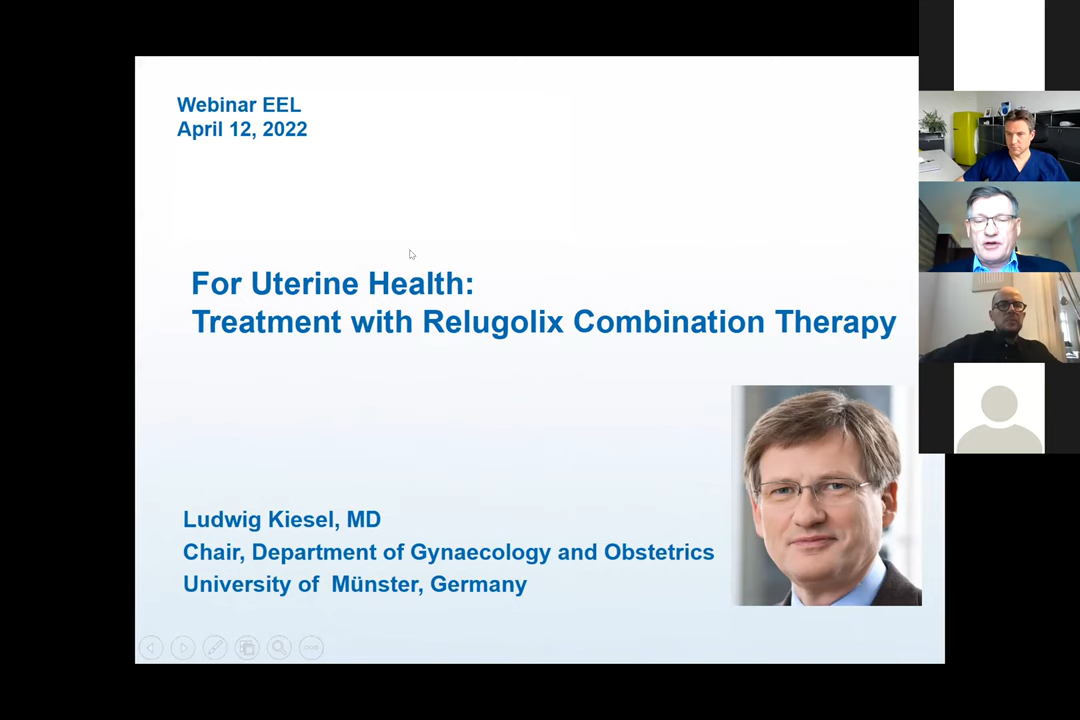 Webinar EEL
April 12, 2022
For Uterine Health:
Treatment with Relugolix Combination Therapy
Ludwig Kiesel, MD
Chair, Department of Gynaecology and Obstetrics
University of Münster, Germany